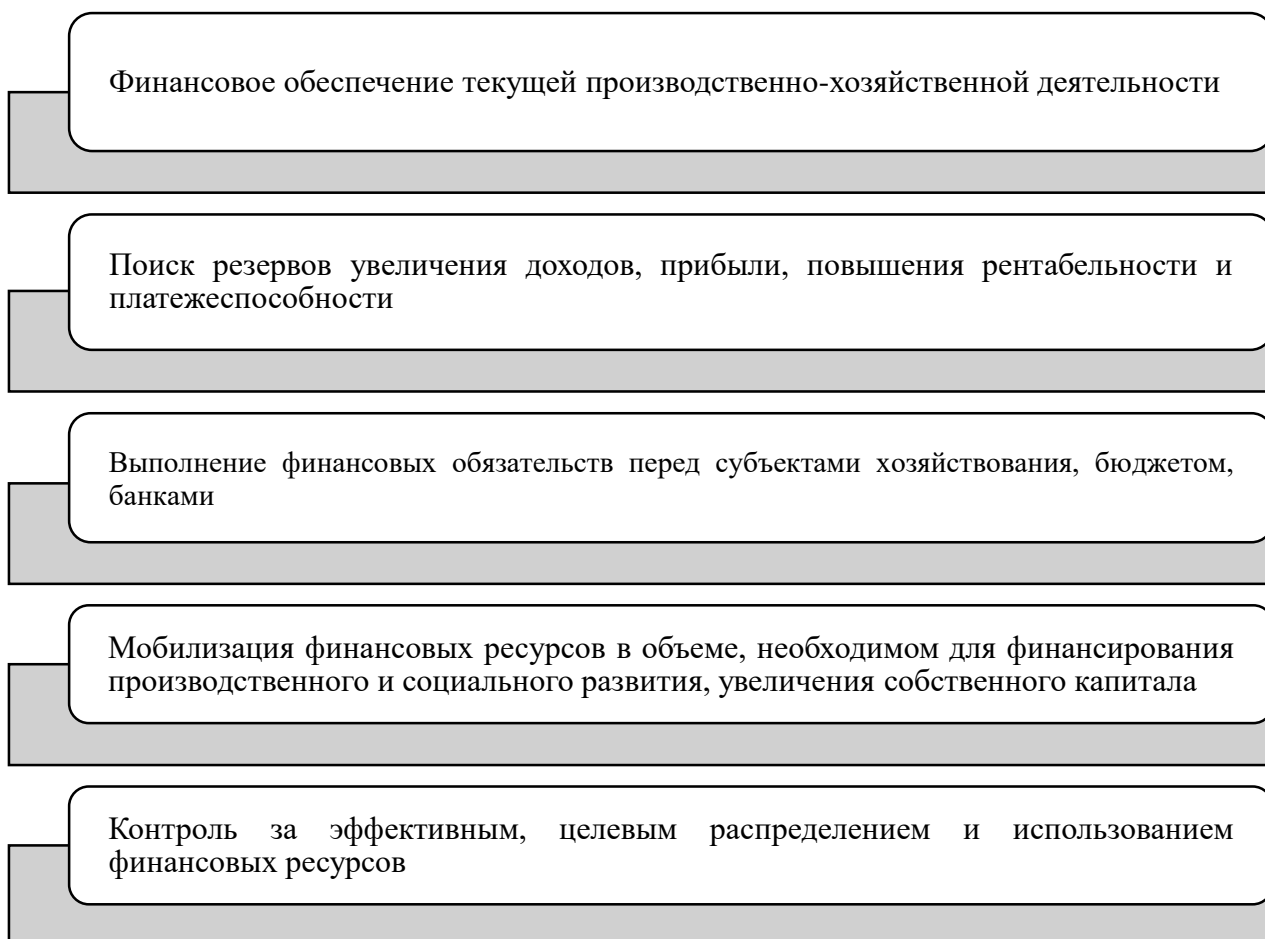 Финансовое обеспечение текущей производственно-хозяйственной деятельности
Поиск резервов увеличения доходов, прибыли, повышения рентабельности и
платежеспособности
Выполнение финансовых обязательств перед субъектами хозяйствования, бюджетом,
банками
Мобилизация финансовых ресурсов в объеме, необходимом для финансирования
производственного и социального развития, увеличения собственного капитала
Контроль за эффективным, целевым распределением и использованием
финансовых ресурсов